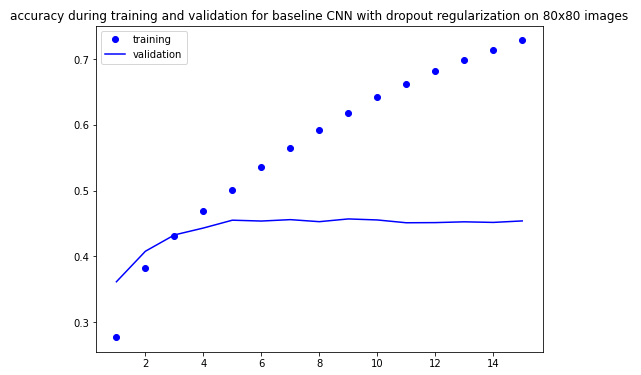 accuracy during training and validation for baseline CNN with dropout regularization on 80x80 images
training
validation
0.7
0.6
0.5
0.4
0.3
2 4 6 8 10 12 14